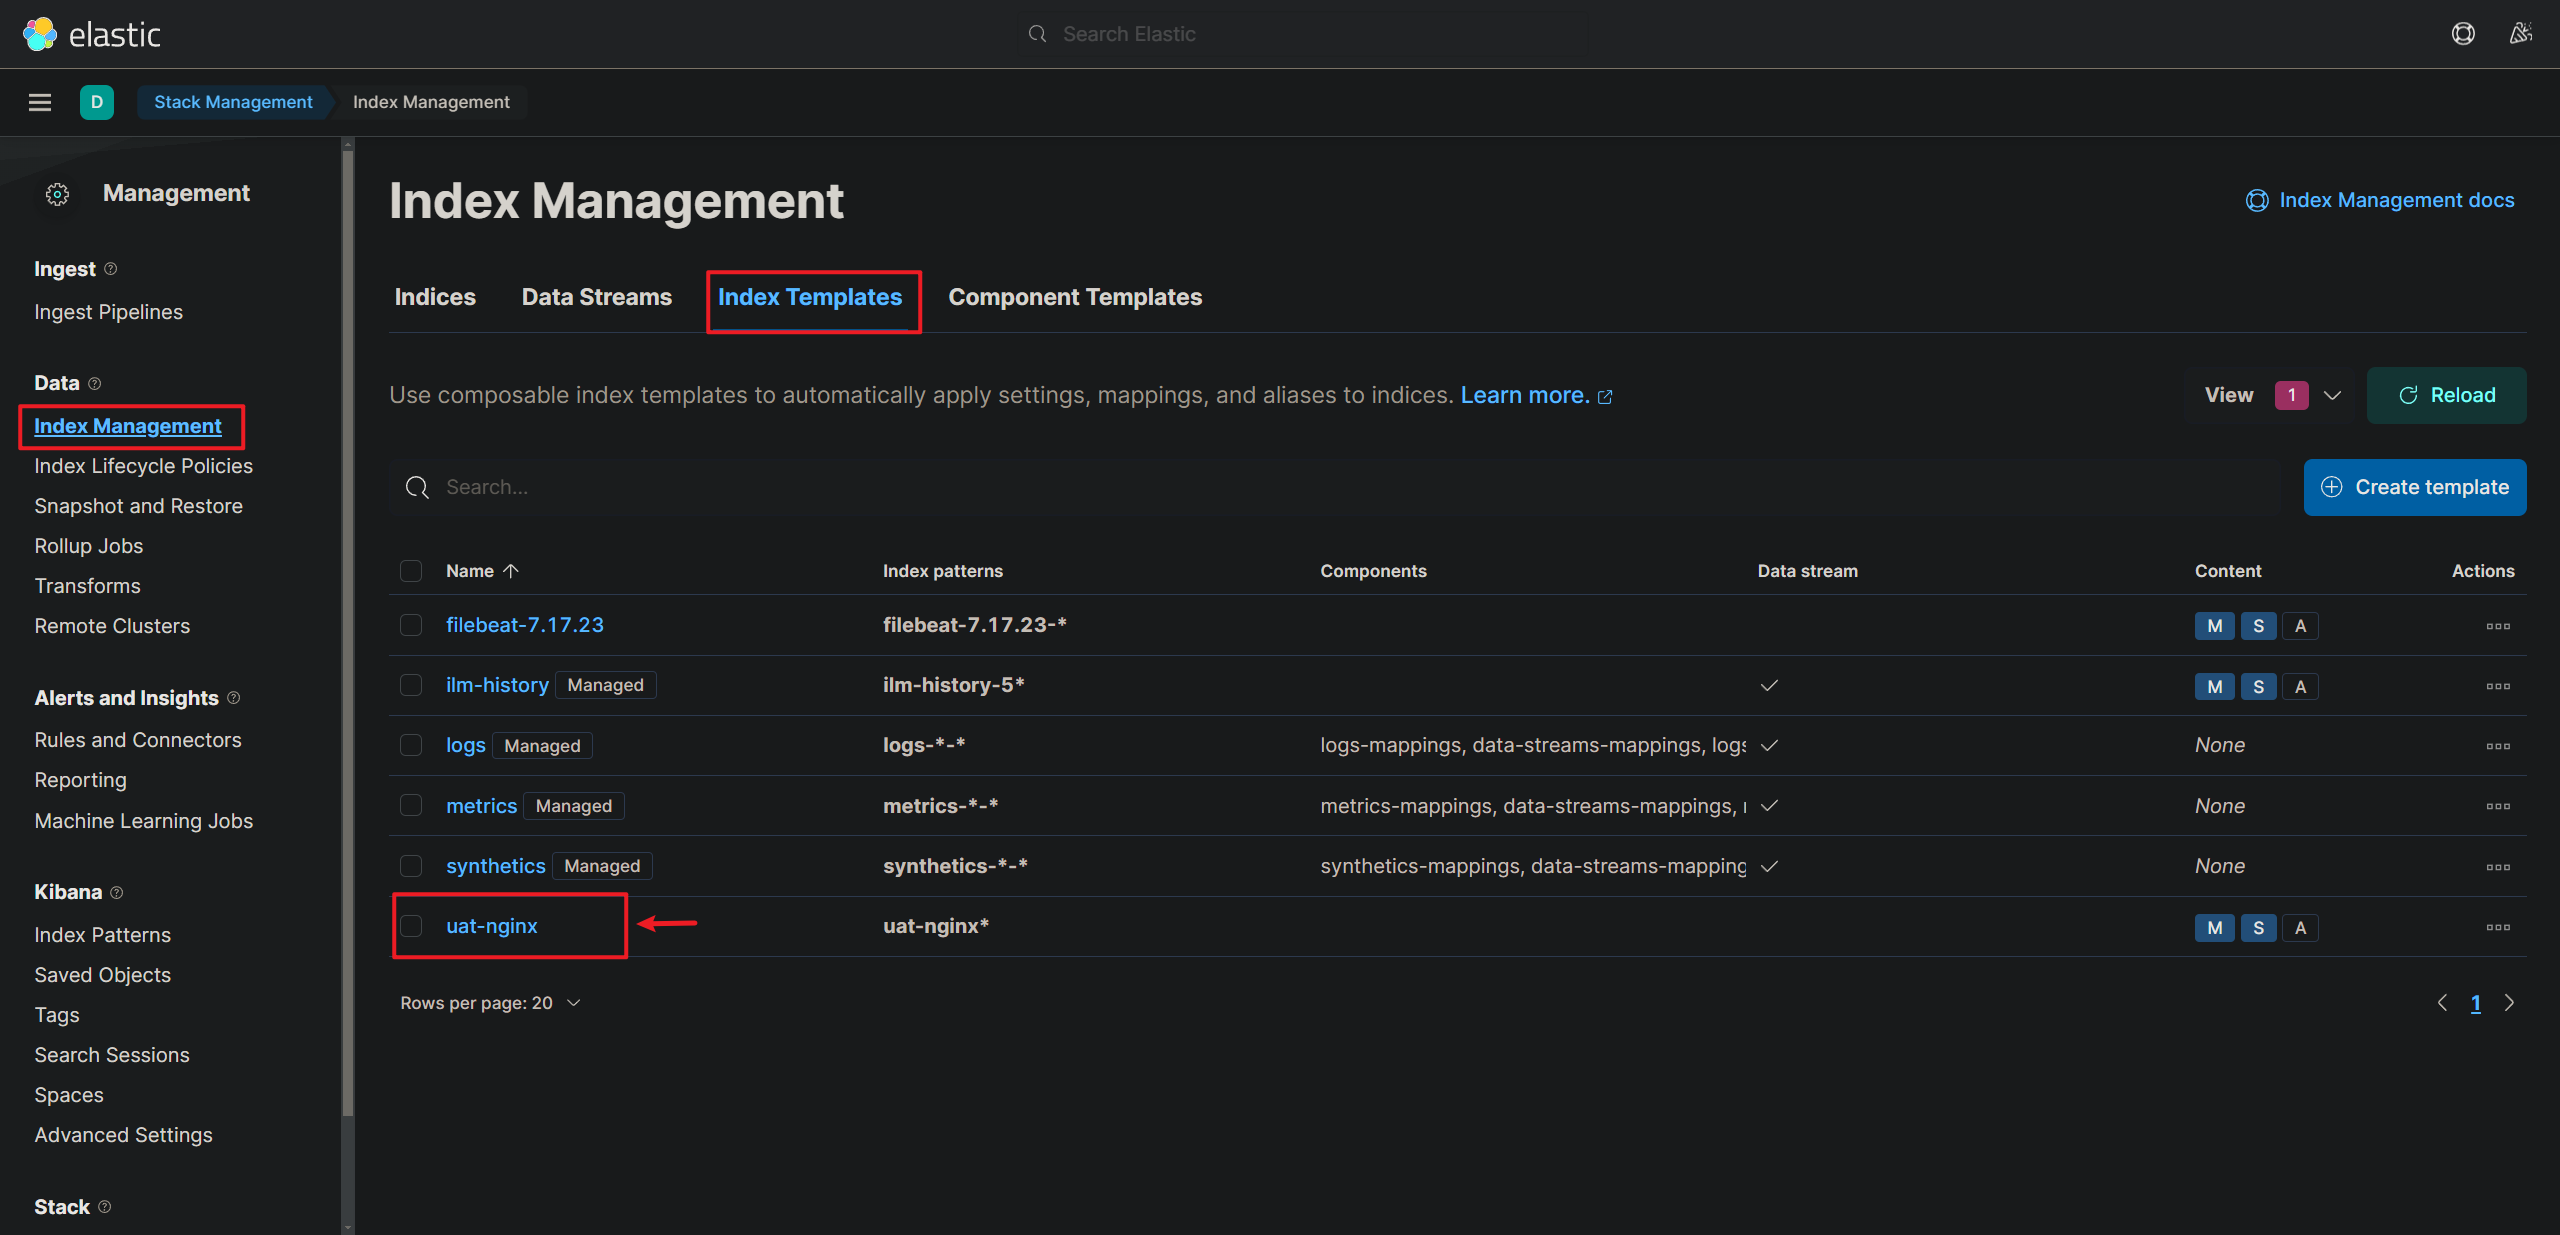 elastic
Search Elastic
D
Stack Management
Index Management
Management
Ingest
Ingest Pipelines
Data
Index Management
Index Lifecycle Policies
Snapshot and Restore
Rollup Jobs
Transforms
Remote Clusters
Alerts and Insights
Rules and Connectors
Reporting
Machine Learning Jobs
Kibana
Index Patterns
Saved Objects
Tags
Search Sessions
Spaces
Advanced Settings
Stack
Index Management
Index Management docs
Indices Data Streams Index Templates Component Templates
Use composable index templates to automatically apply settings, mappings, and aliases to indices. Learn more.
View 1
Reload
Search...
Create template
Name Index patterns Components Data stream Content Actions
filebeat-7.17.23 filebeat-7.17.23-* M S A
ilm-history Managed ilm-history-5* M S A
logs Managed logs-*-* logs-mappings, data-streams-mappings, logs None
metrics Managed metrics-*-* metrics-mappings, data-streams-mappings, None
synthetics Managed synthetics-*-* synthetics-mappings, data-streams-mapping None
uat-nginx uat-nginx* M S A
Rows per page: 20
1